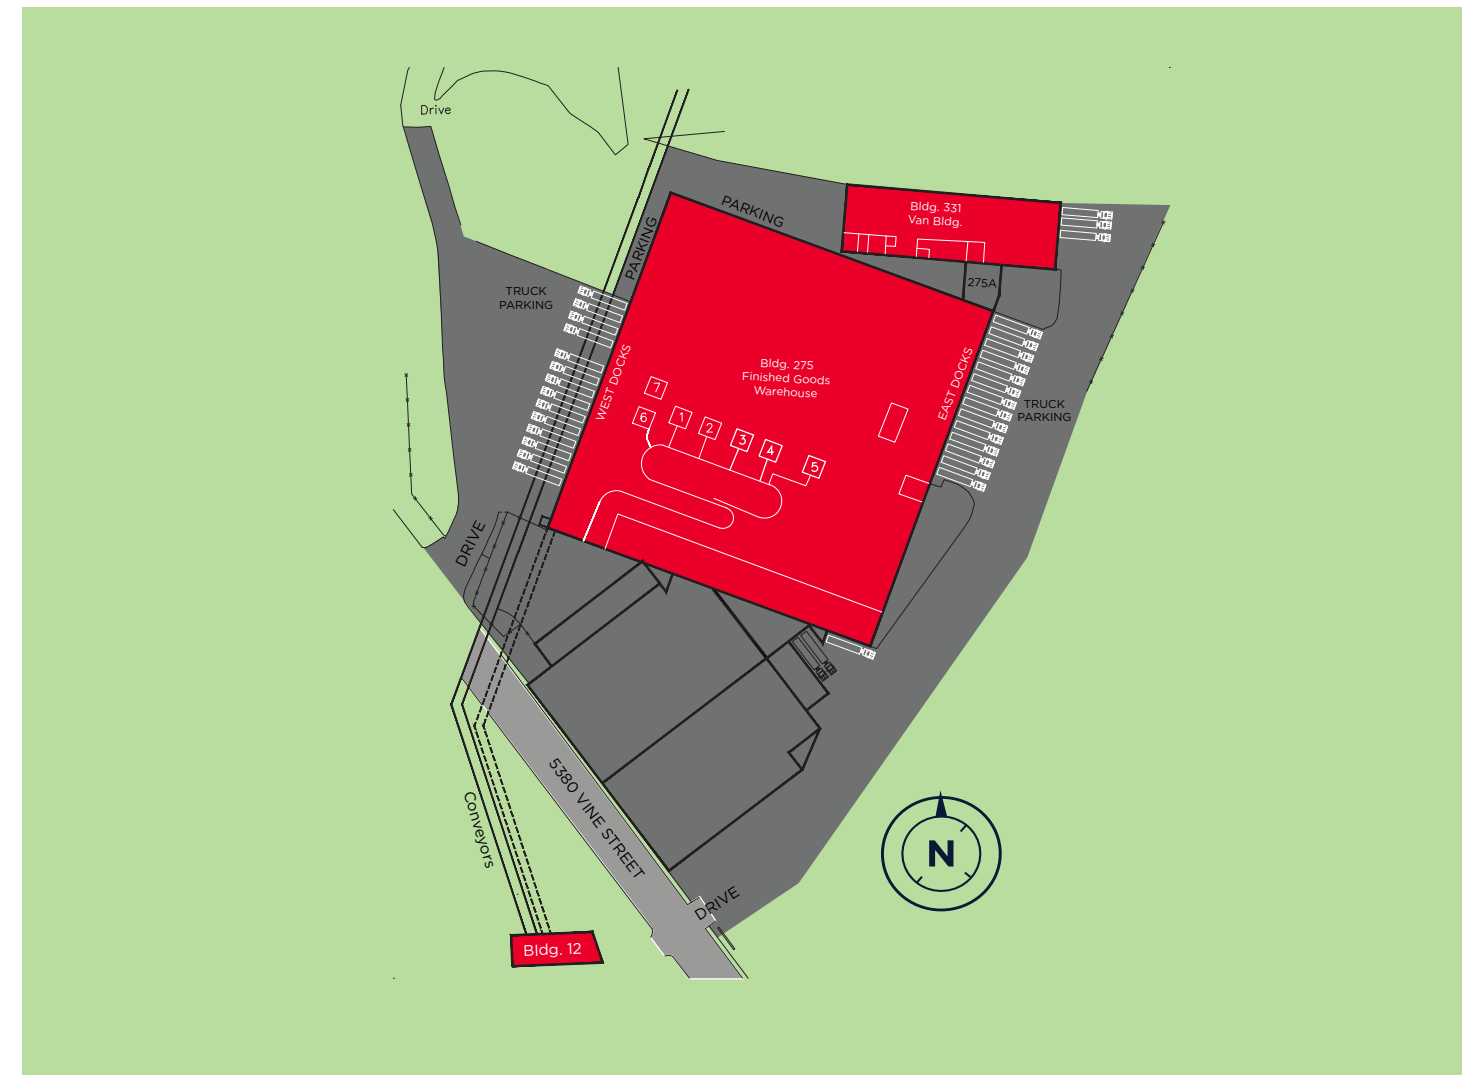 Drive
PARKING
Bldg. 331
Van Bldg.
PARKING
275A
TRUCK
PARKING
WEST DOCKS
Bldg. 275
Finished Goods
Warehouse
EAST DOCKS
TRUCK
PARKING
7
6
1
2
3
4
5
DRIVE
5380 VINE STREET
Conveyors
N
DRIVE
Bldg. 12